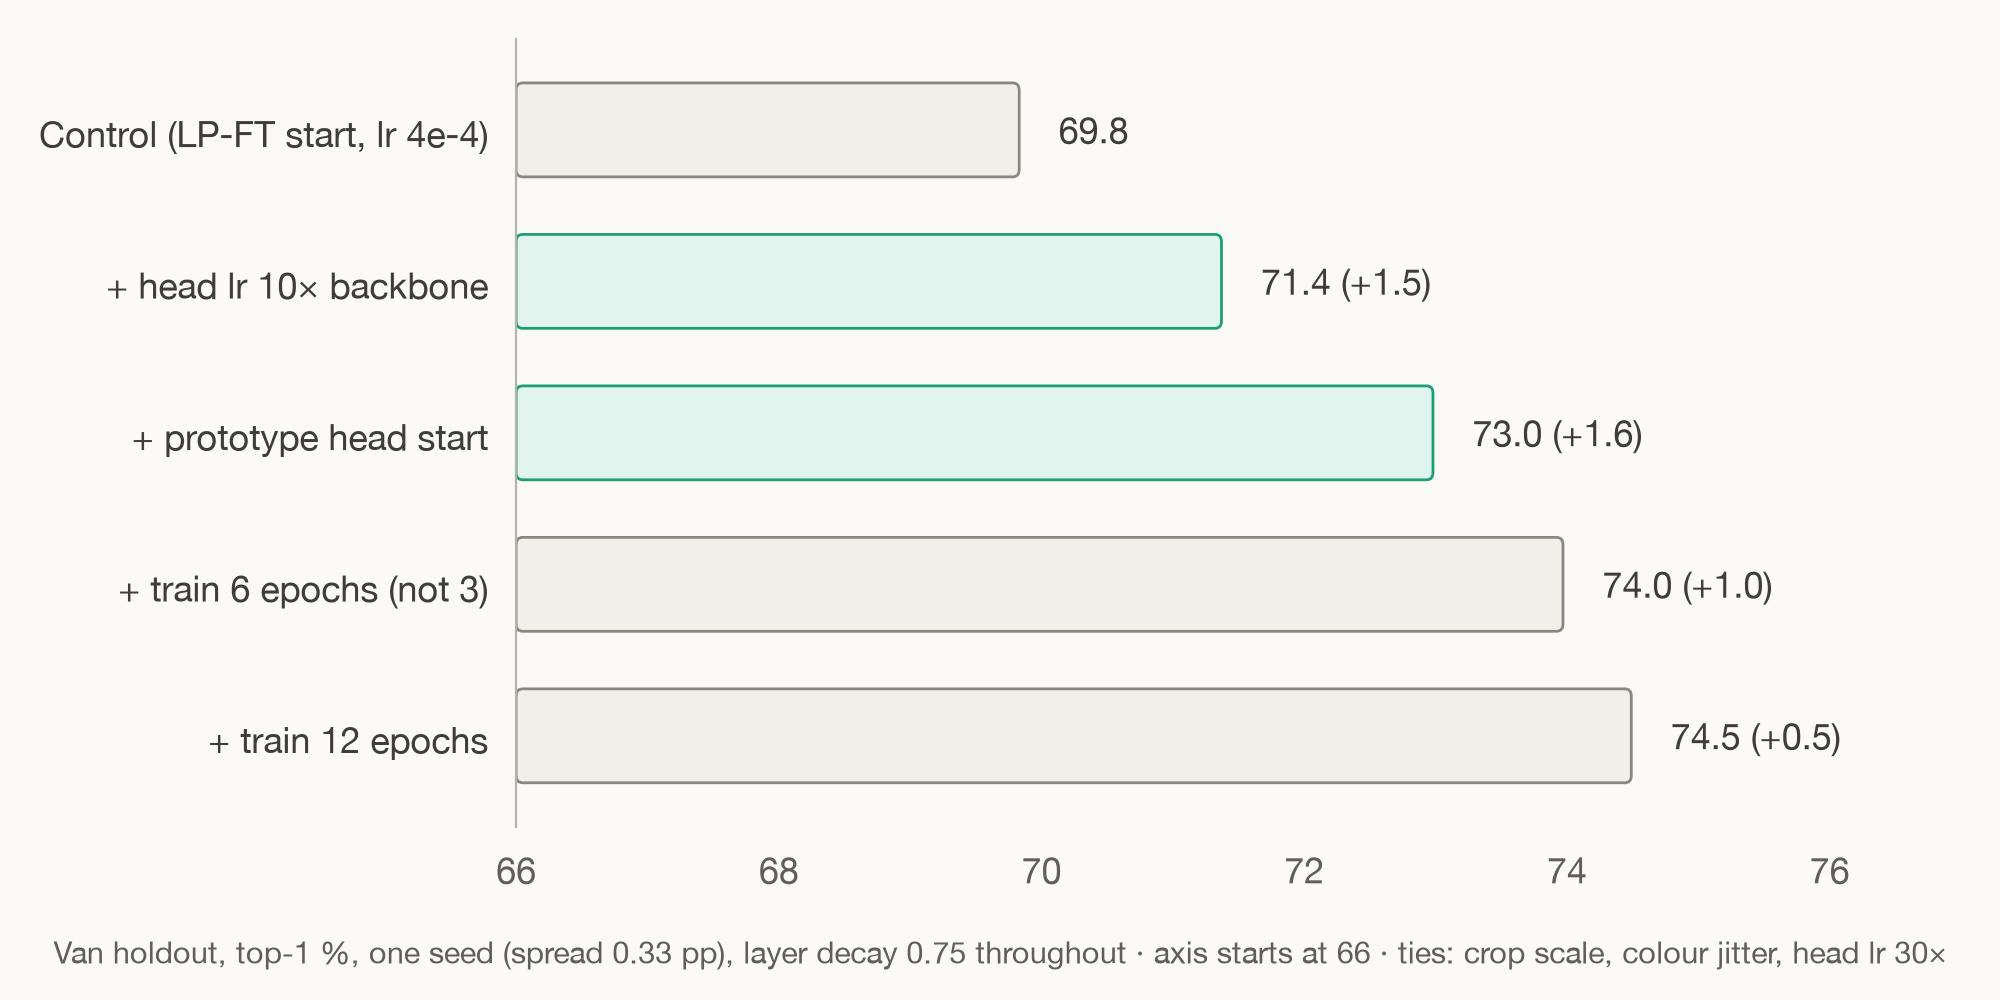 Control (LP-FT start, lr 4e-4)
69.8
+ head lr 10× backbone
71.4 (+1.5)
+ prototype head start
73.0 (+1.6)
+ train 6 epochs (not 3)
74.0 (+1.0)
+ train 12 epochs
74.5 (+0.5)
66 68 70 72 74 76
Van holdout, top-1 %, one seed (spread 0.33 pp), layer decay 0.75 throughout · axis starts at 66 · ties: crop scale, colour jitter, head lr 30×